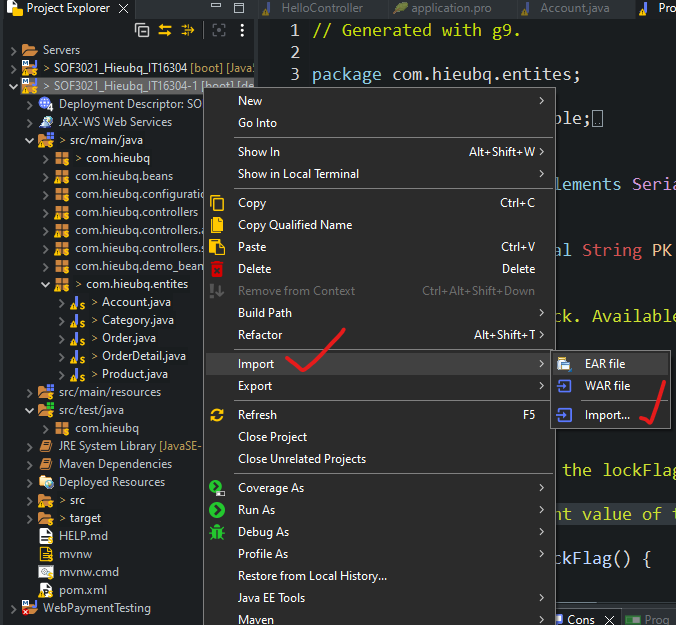 Project Explorer
HelloController
application.pro
Account.java
Pro
1 // Generated with g9.
2
3 package com.hieubq.entites;
Servers
> SOF3021_Hieubq_IT16304 [boot] [Java
> SOF3021_Hieubq_IT16304-1 [boot] [de
Deployment Descriptor: SO
JAX-WS Web Services
> src/main/java
> com.hieubq
com.hieubq.beans
com.hieubq.configuratio
com.hieubq.controllers
com.hieubq.controllers.a
com.hieubq.controllers.s
com.hieubq.demo_bean
> com.hieubq.entites
> Account.java
> Category.java
> Order.java
> OrderDetail.java
> Product.java
src/main/resources
src/test/java
com.hieubq
JRE System Library [JavaSE-
Maven Dependencies
Deployed Resources
> src
> target
HELP.md
mvnw
mvnw.cmd
pom.xml
WebPaymentTesting
New
Go Into
Show In Alt+Shift+W
Show in Local Terminal
Copy Ctrl+C
Copy Qualified Name
Paste Ctrl+V
Delete Delete
Remove from Context Ctrl+Alt+Shift+Down
Build Path
Refactor Alt+Shift+T
Import
Export
Refresh F5
Close Project
Close Unrelated Projects
Coverage As
Run As
Debug As
Profile As
Restore from Local History...
Java EE Tools
Maven
EAR file
WAR file
Import...
ble;
lements Seria
al String PK
ck. Available
the lockFlag
nt value of t
ckFlag() {
Cons
Prog